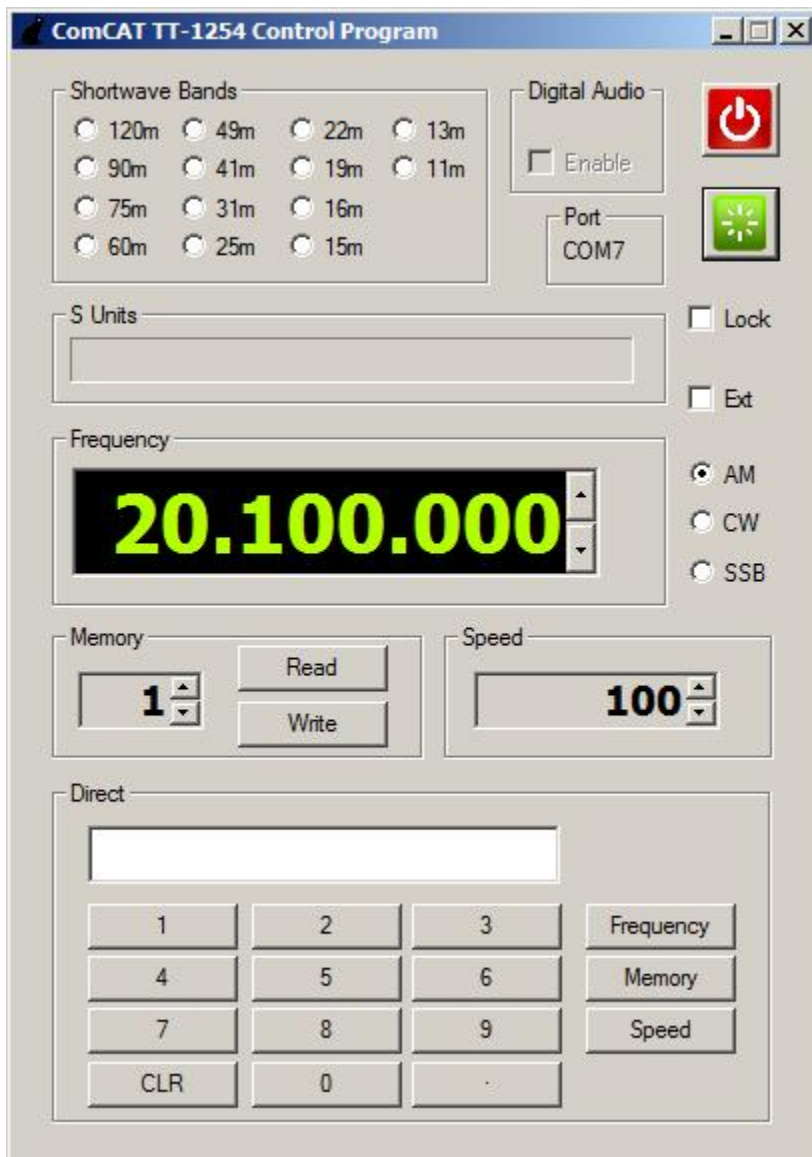 ComCAT TT-1254 Control Program
Shortwave Bands
Digital Audio
120m 49m 22m 13m
90m 41m 19m 11m
Enable
75m 31m 16m
60m 25m 15m
Port
COM7
S Units
Lock
Ext
Frequency
20.100.000
AM
CW
SSB
Memory
Speed
1
Read
Write
100
Direct
1 2 3 Frequency
4 5 6 Memory
7 8 9 Speed
CLR 0 .